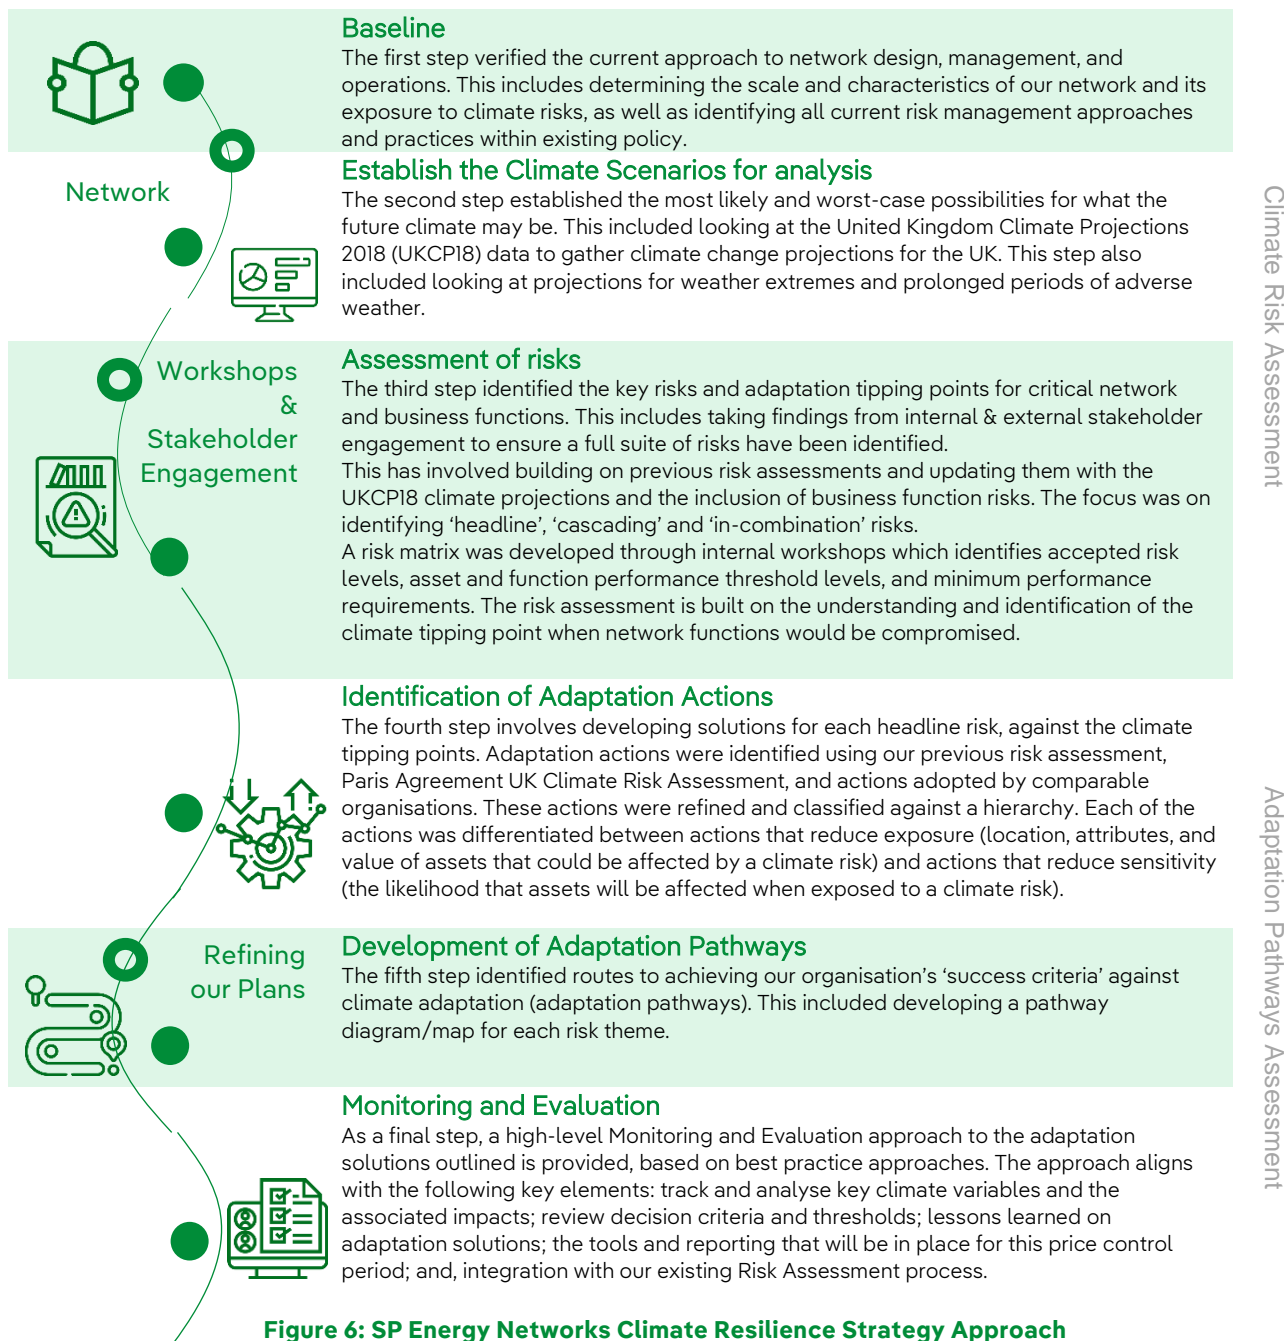 Baseline
The first step verified the current approach to network design, management, and
operations. This includes determining the scale and characteristics of our network and its
exposure to climate risks, as well as identifying all current risk management approaches
and practices within existing policy.
Network
Establish the Climate Scenarios for analysis
The second step established the most likely and worst-case possibilities for what the
future climate may be. This included looking at the United Kingdom Climate Projections
2018 (UKCP18) data to gather climate change projections for the UK. This step also
included looking at projections for weather extremes and prolonged periods of adverse
weather.
Climate Risk Assessment
Workshops
&
Stakeholder
Engagement
Assessment of risks
The third step identified the key risks and adaptation tipping points for critical network
and business functions. This includes taking findings from internal & external stakeholder
engagement to ensure a full suite of risks have been identified.
This has involved building on previous risk assessments and updating them with the
UKCP18 climate projections and the inclusion of business function risks. The focus was on
identifying ‘headline’, ‘cascading’ and ‘in-combination’ risks.
A risk matrix was developed through internal workshops which identifies accepted risk
levels, asset and function performance threshold levels, and minimum performance
requirements. The risk assessment is built on the understanding and identification of the
climate tipping point when network functions would be compromised.
Identification of Adaptation Actions
The fourth step involves developing solutions for each headline risk, against the climate
tipping points. Adaptation actions were identified using our previous risk assessment,
Paris Agreement UK Climate Risk Assessment, and actions adopted by comparable
organisations. These actions were refined and classified against a hierarchy. Each of the
actions was differentiated between actions that reduce exposure (location, attributes, and
value of assets that could be affected by a climate risk) and actions that reduce sensitivity
(the likelihood that assets will be affected when exposed to a climate risk).
Adaptation Pathways Assessment
Refining
our Plans
Development of Adaptation Pathways
The fifth step identified routes to achieving our organisation’s ‘success criteria’ against
climate adaptation (adaptation pathways). This included developing a pathway
diagram/map for each risk theme.
Monitoring and Evaluation
As a final step, a high-level Monitoring and Evaluation approach to the adaptation
solutions outlined is provided, based on best practice approaches. The approach aligns
with the following key elements: track and analyse key climate variables and the
associated impacts; review decision criteria and thresholds; lessons learned on
adaptation solutions; the tools and reporting that will be in place for this price control
period; and, integration with our existing Risk Assessment process.
Figure 6: SP Energy Networks Climate Resilience Strategy Approach